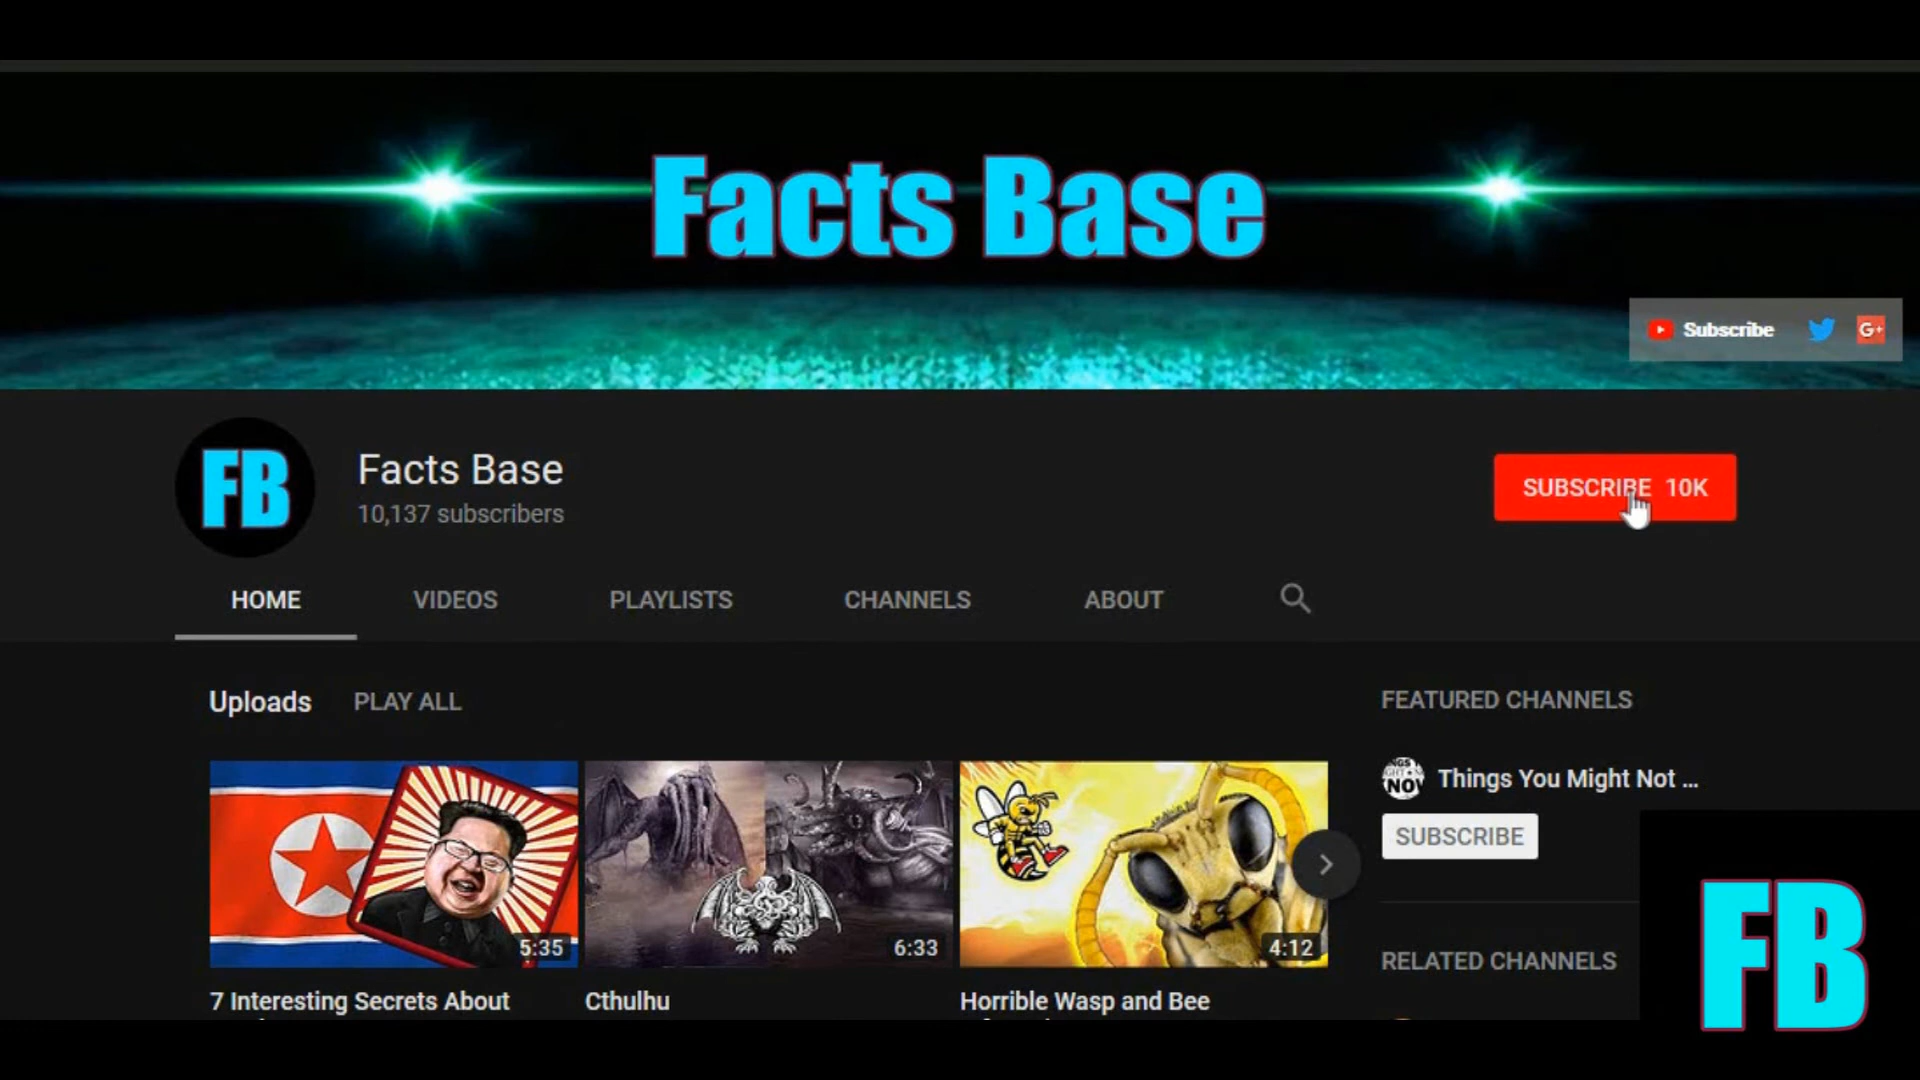 Facts Base
Subscribe G+
FB
Facts Base
10,137 subscribers
SUBSCRIBE 10K
HOME VIDEOS PLAYLISTS CHANNELS ABOUT
Uploads PLAY ALL
FEATURED CHANNELS
NOW
Things You Might Not ...
SUBSCRIBE
5:35
6:33
4:12
7 Interesting Secrets About
Cthulhu
Horrible Wasp and Bee
RELATED CHANNELS
FB